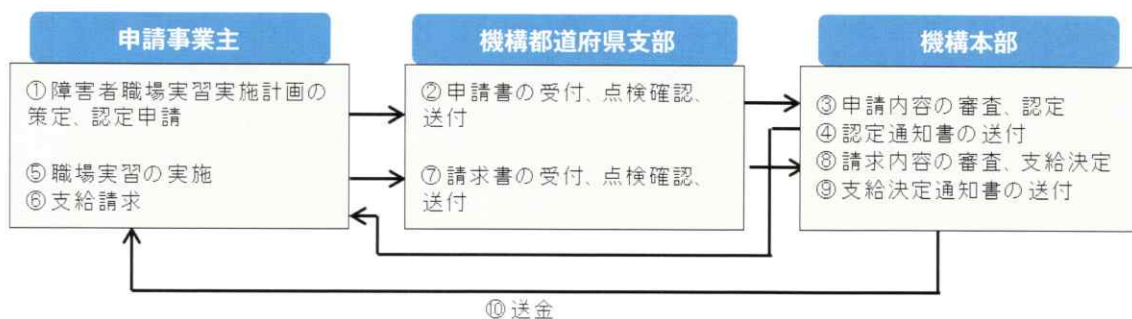 申請事業主
①障害者職場実習実施計画の
策定、認定申請
⑤職場実習の実施
⑥支給請求
機構都道府県支部
②申請書の受付、点検確認、
送付
⑦請求書の受付、点検確認、
送付
機構本部
③申請内容の審査、認定
④認定通知書の送付
⑧請求内容の審査、支給決定
⑨支給決定通知書の送付
⑩送金